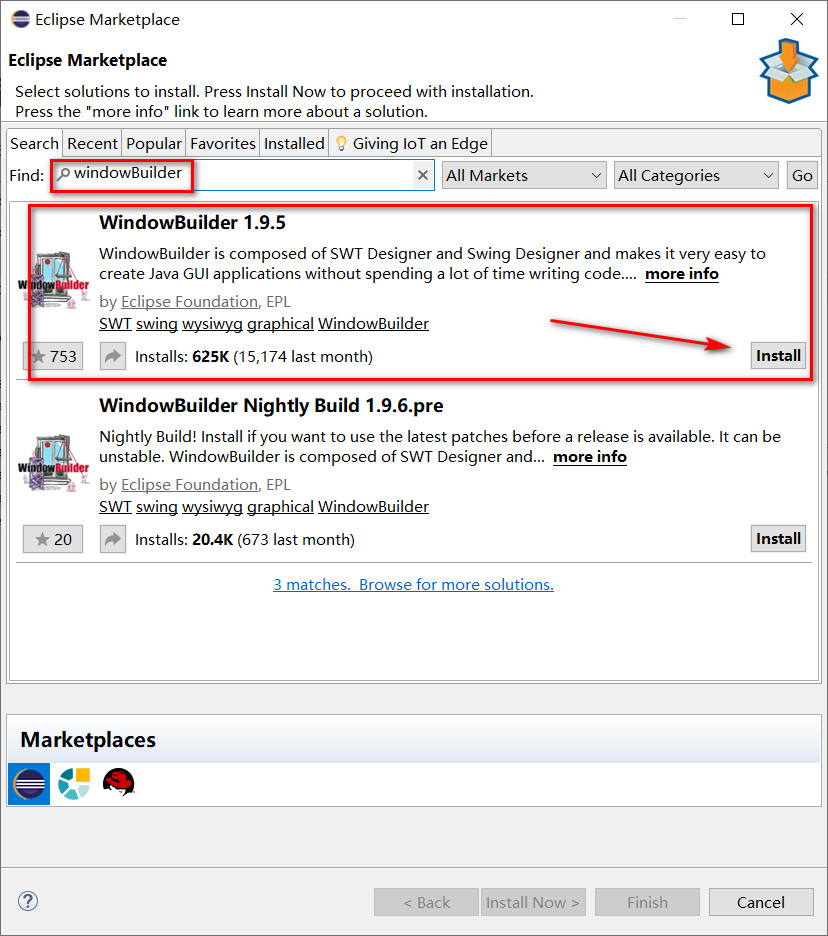 Eclipse Marketplace
Eclipse Marketplace
Select solutions to install. Press Install Now to proceed with installation.
Press the "more info" link to learn more about a solution.
Search Recent Popular Favorites Installed Giving IoT an Edge
Find: windowBuilder All Markets All Categories Go
WindowBuilder 1.9.5
WindowBuilder is composed of SWT Designer and Swing Designer and makes it very easy to
create Java GUI applications without spending a lot of time writing code.... more info
WindowBuilder
by Eclipse Foundation, EPL
SWT swing wysiwyg graphical WindowBuilder
753 Installs: 625K (15,174 last month) Install
WindowBuilder Nightly Build 1.9.6.pre
Nightly Build! Install if you want to use the latest patches before a release is available. It can be
unstable. WindowBuilder is composed of SWT Designer and... more info
WindowBuilder
by Eclipse Foundation, EPL
SWT swing wysiwyg graphical WindowBuilder
20 Installs: 20.4K (673 last month) Install
3 matches. Browse for more solutions.
Marketplaces
? < Back Install Now > Finish Cancel